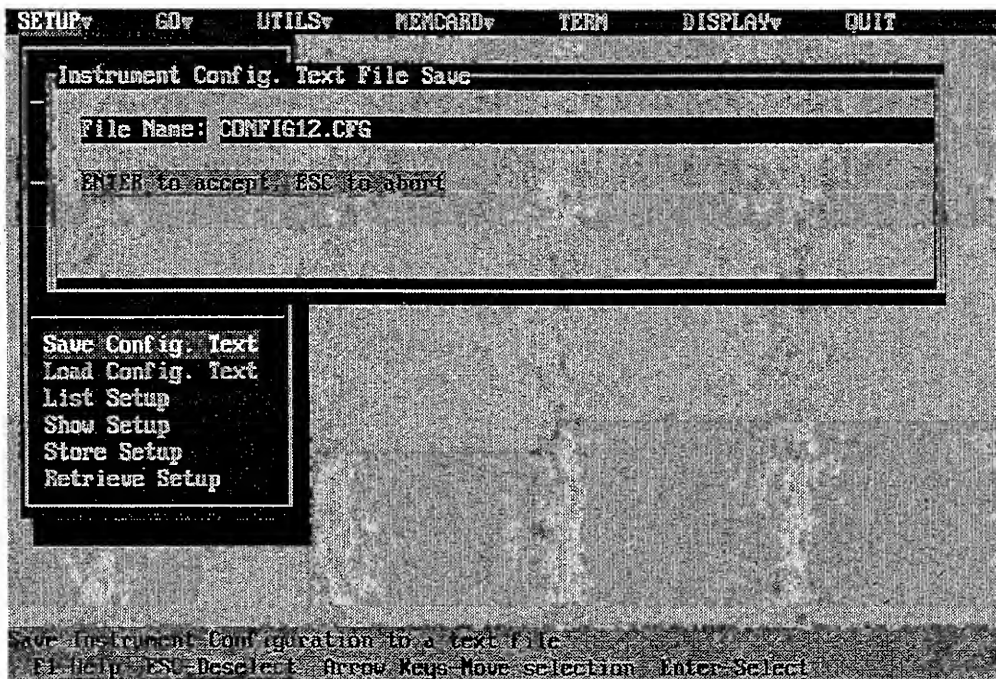 SETUP▾ GO▾ UTILS▾ MEMCARD▾ TERM DISPLAY▾ QUIT
Instrument Config. Text File Save
File Name: CONFIG12.CFG
ENTER to accept, ESC to abort
Save Config. Text
Load Config. Text
List Setup
Show Setup
Store Setup
Retrieve Setup
Save Instrument Configuration to a text file
F1-Help ESC-Deselect Arrow Keys-Move selection Enter-Select